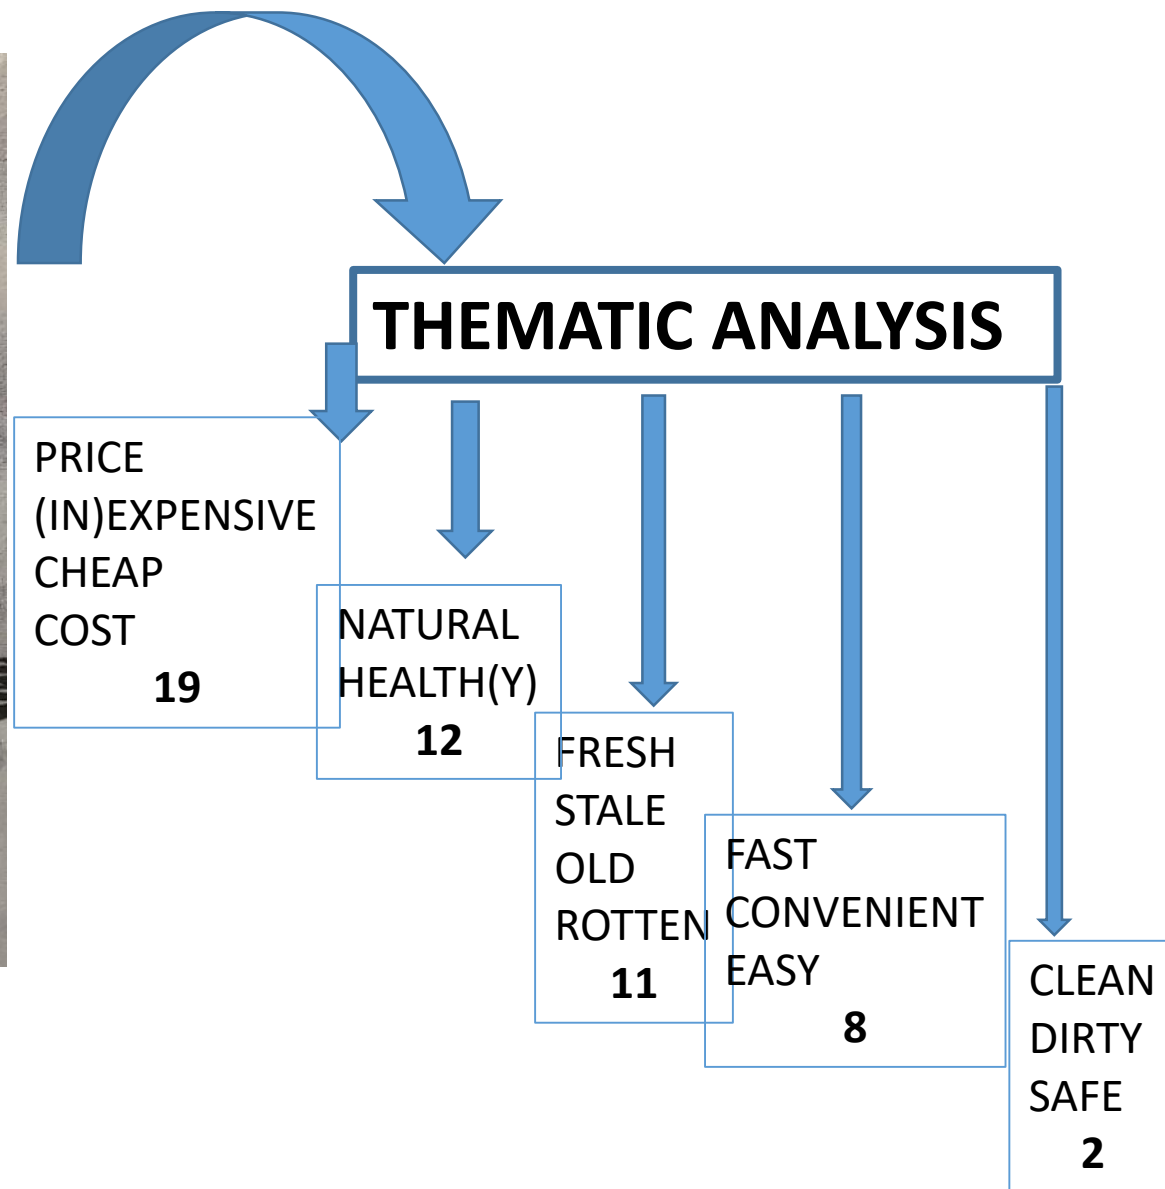 THEMATIC ANALYSIS
PRICE
(IN)EXPENSIVE
CHEAP
COST
19
NATURAL
HEALTH(Y)
12
FRESH
STALE
OLD
ROTTEN
11
FAST
CONVENIENT
EASY
8
CLEAN
DIRTY
SAFE
2